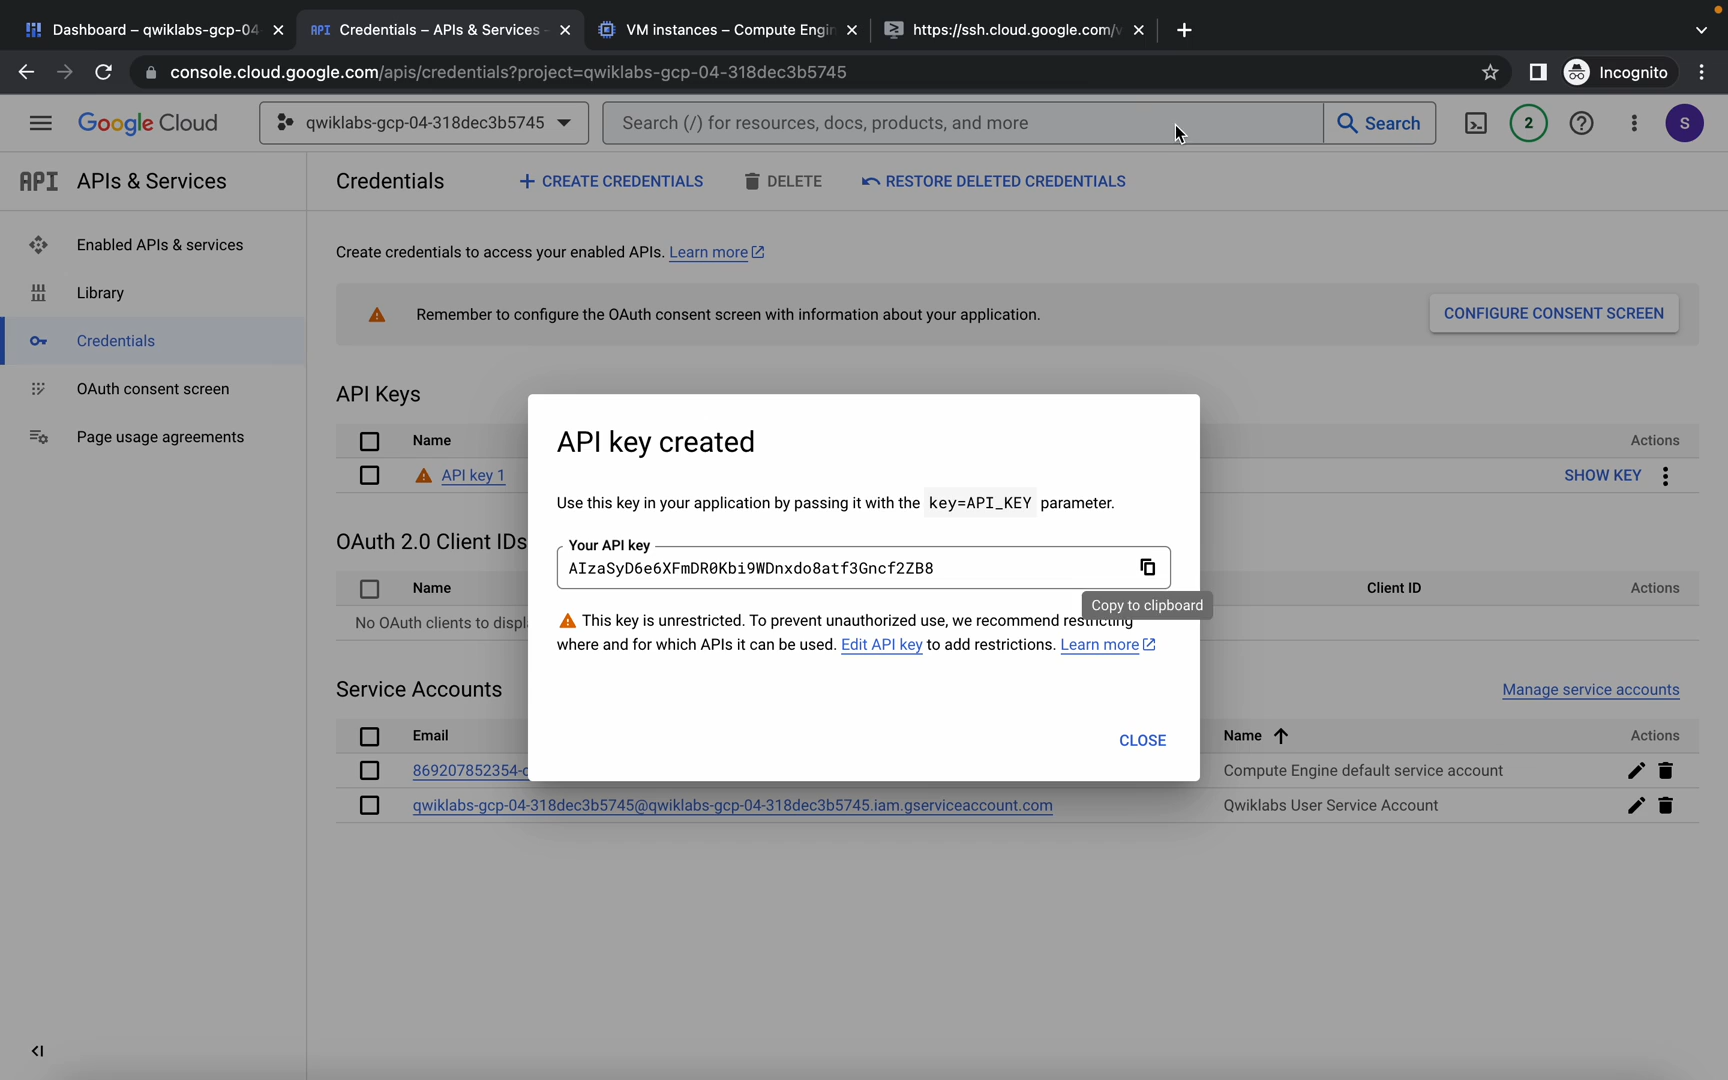 Dashboard – qwiklabs-gcp-04
Credentials – APIs & Services -
VM instances – Compute Engin
https://ssh.cloud.google.com/v
console.cloud.google.com/apis/credentials?project=qwiklabs-gcp-04-318dec3b5745
Incognito
Google Cloud
qwiklabs-gcp-04-318dec3b5745
Search (/) for resources, docs, products, and more
Search
2
S
API APIs & Services
Credentials
+ CREATE CREDENTIALS
DELETE
RESTORE DELETED CREDENTIALS
Enabled APIs & services
Library
Credentials
OAuth consent screen
Page usage agreements
Create credentials to access your enabled APIs. Learn more
Remember to configure the OAuth consent screen with information about your application.
CONFIGURE CONSENT SCREEN
API Keys
Name
Actions
API key 1
SHOW KEY
OAuth 2.0 Client IDs
Name
Client ID
Actions
No OAuth clients to displ
API key created
Use this key in your application by passing it with the key=API_KEY parameter.
Your API key
AIzaSyD6e6XFmDR0Kbi9WDnxdo8atf3Gncf2ZB8
Copy to clipboard
This key is unrestricted. To prevent unauthorized use, we recommend restricting
where and for which APIs it can be used. Edit API key to add restrictions. Learn more
CLOSE
Service Accounts
Manage service accounts
Email
Name
Actions
869207852354-c
Compute Engine default service account
qwiklabs-gcp-04-318dec3b5745@qwiklabs-gcp-04-318dec3b5745.iam.gserviceaccount.com
Qwiklabs User Service Account